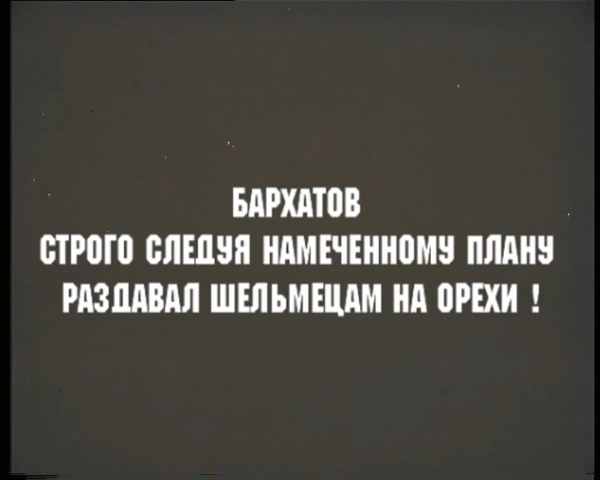 БАРХАТОВ
СТРОГО СЛЕДУЯ НАМЕЧЕННОМУ ПЛАНУ
РАЗДАВАЛ ШЕЛЬМЕЦАМ НА ОРЕХИ !